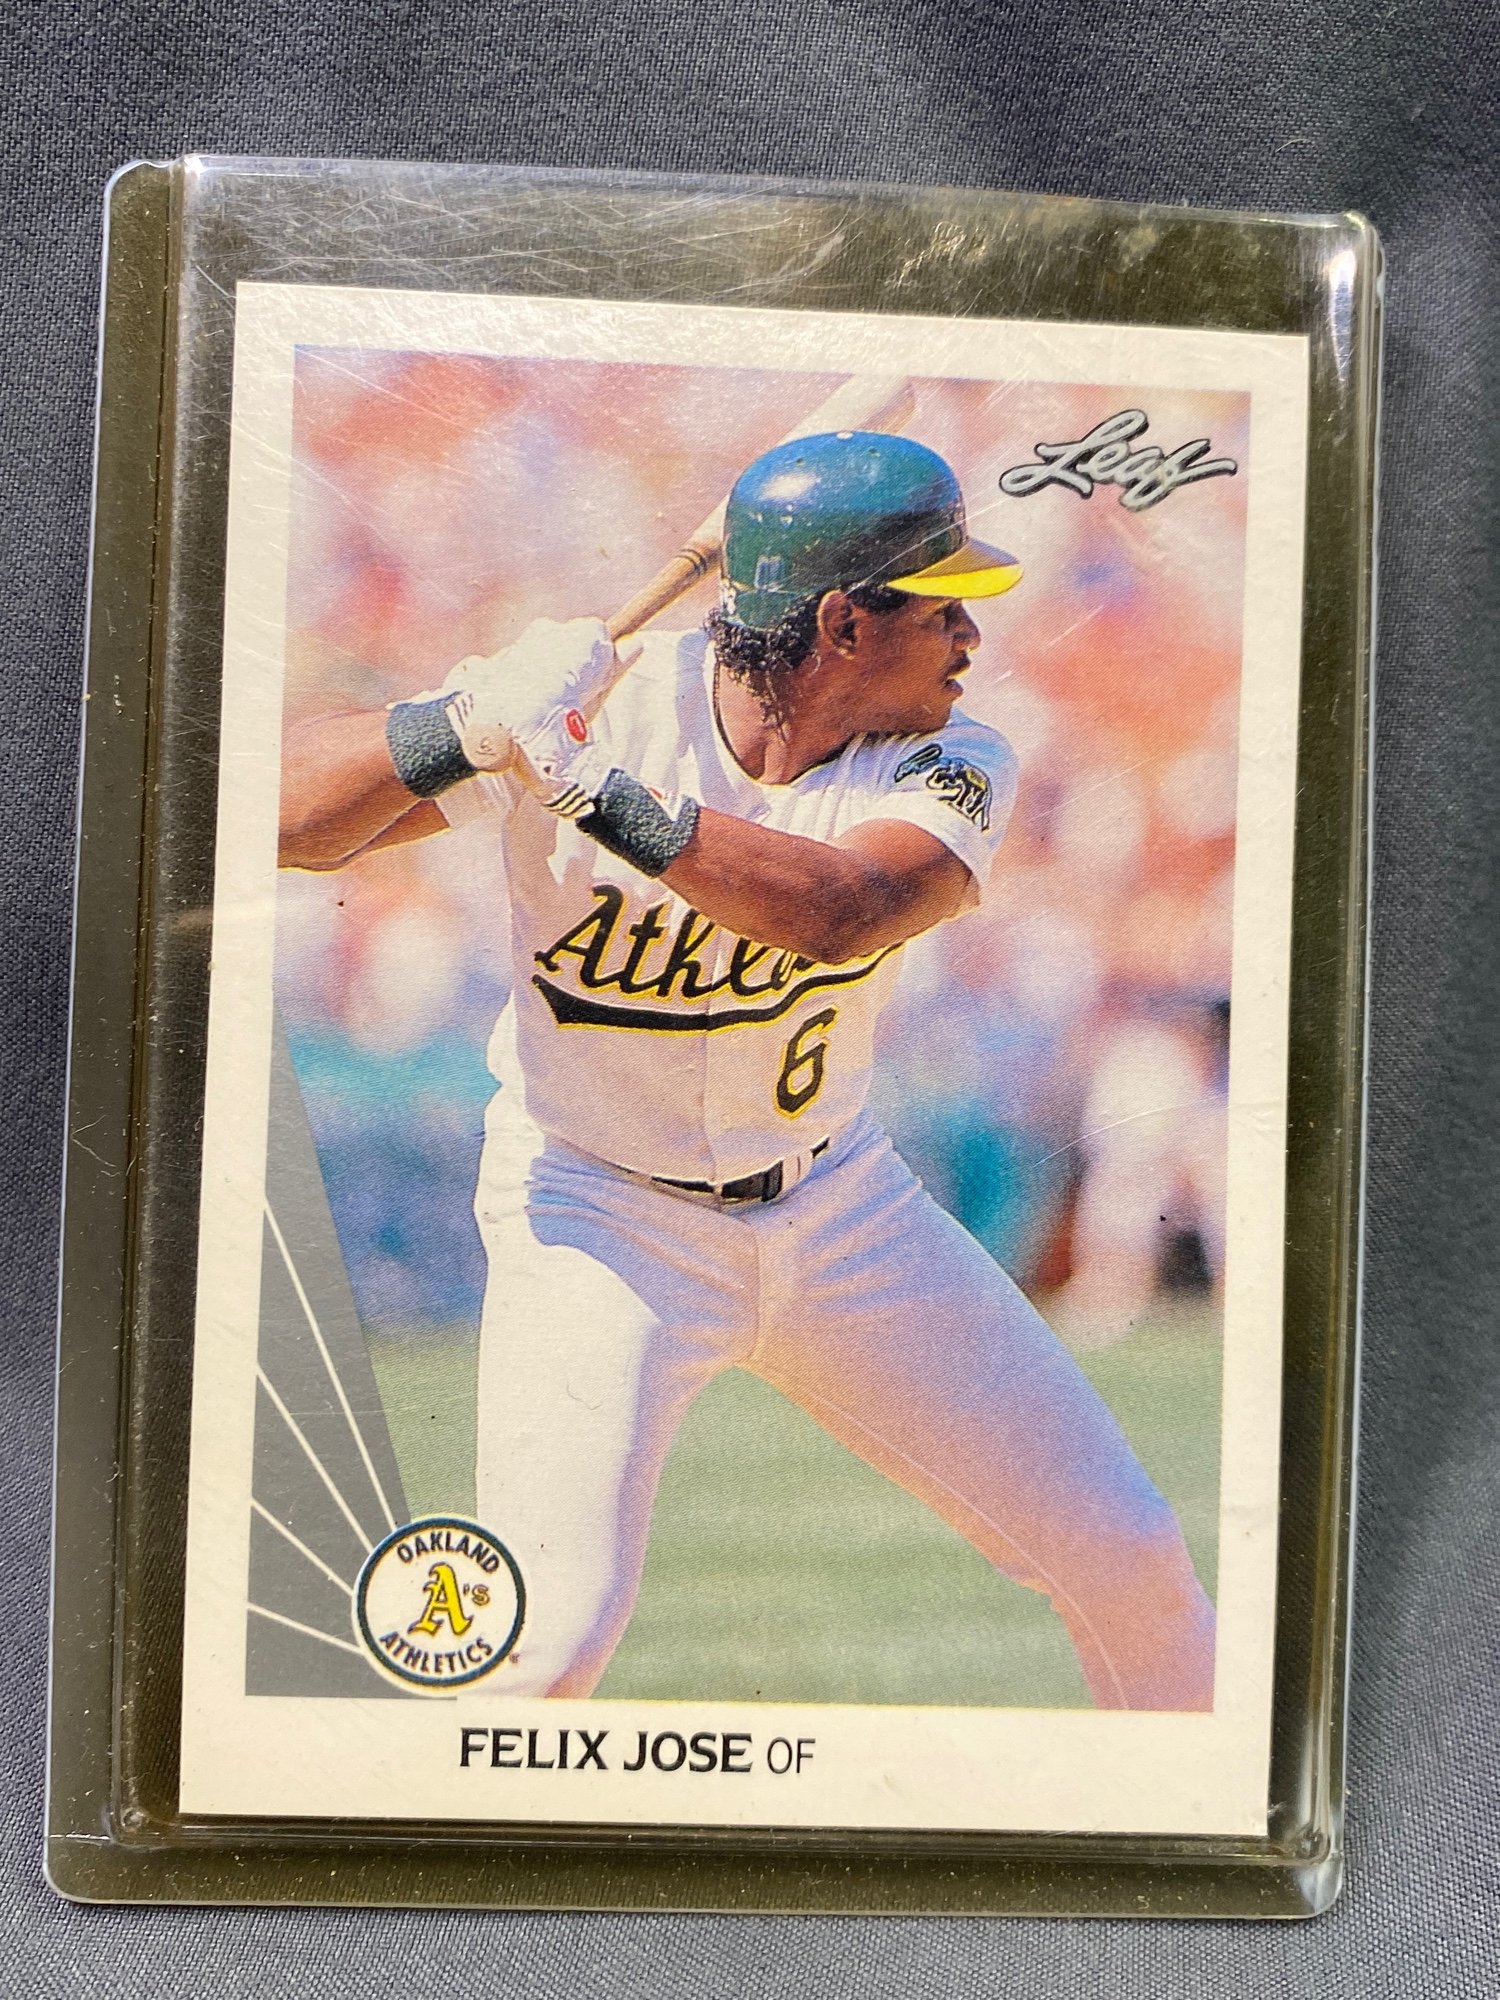 Leaf
Athle
6
OAKLAND
A's
ATHLETICS
FELIX JOSE OF